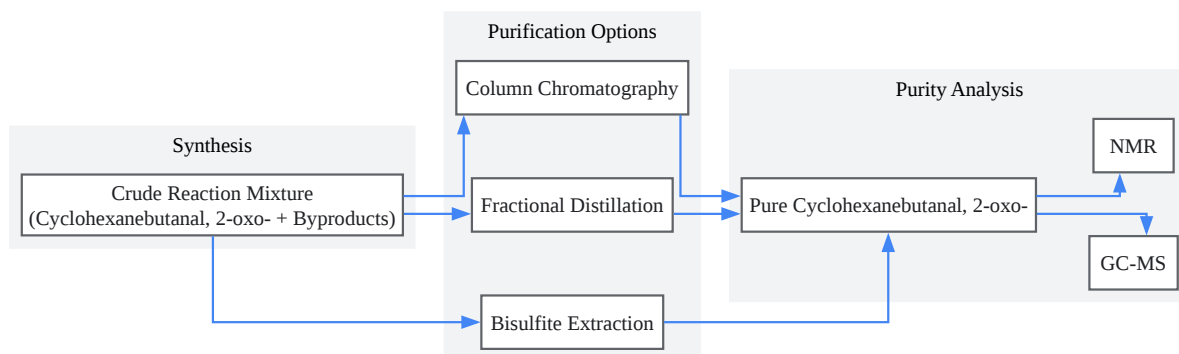 Purification Options
Column Chromatography
Purity Analysis
Synthesis
NMR
Crude Reaction Mixture
(Cyclohexanebutanal, 2-oxo- + Byproducts)
Fractional Distillation
Pure Cyclohexanebutanal, 2-oxo-
GC-MS
Bisulfite Extraction